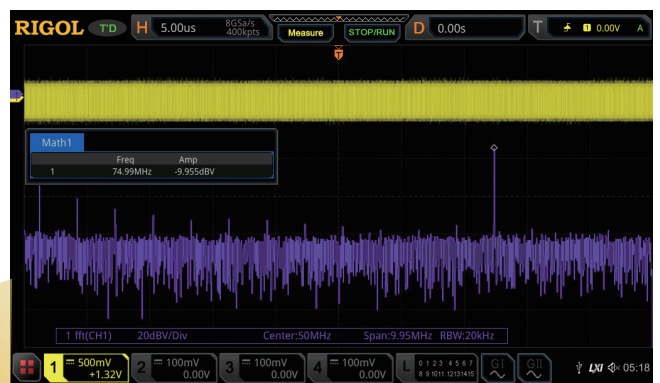 RIGOL T'D H 5.00us 8GSa/s 400kpts Measure STOP/RUN D 0.00s T 1 0.00V A
T
Math1
Freq Amp
1 74.99MHz -9.955dBV
1 fft(CH1) 20dBV/Div Center:50MHz Span:9.95MHz RBW:20kHz
1 500mV +1.32V 2 100mV 0.00V 3 100mV 0.00V 4 100mV 0.00V L 0 1 2 3 4 5 6 7 8 9 10 11 12 13 14 15 GI GII LXI 05:18